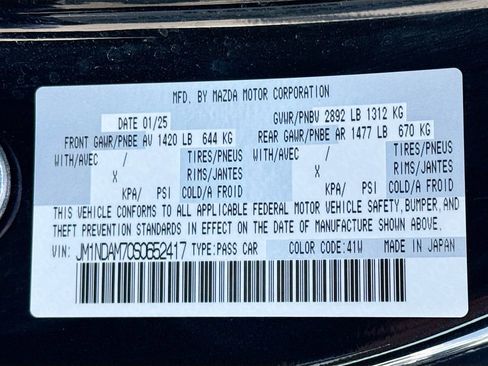 MFD. BY MAZDA MOTOR CORPORATION
DATE 01/25 GVWR/PNBV 2892 LB 1312 KG
FRONT GAWR/PNBE AV 1420 LB 644 KG REAR GAWR/PNBE AR 1477 LB 670 KG
WITH/AVEC / TIRES/PNEUS WITH/AVEC / TIRES/PNEUS
X RIMS/JANTES X RIMS/JANTES
KPA/ PSI COLD/A FROID KPA/ PSI COLD/A FROID
THIS VEHICLE CONFORMS TO ALL APPLICABLE FEDERAL MOTOR VEHICLE SAFETY,BUMPER,AND
THEFT PREVENTION STANDARDS IN EFFECT ON THE DATE OF MANUFACTURE SHOWN ABOVE.
VIN: JM1NDAM7CS0652417 TYPE:PASS CAR COLOR CODE:41W MADE IN JAPAN